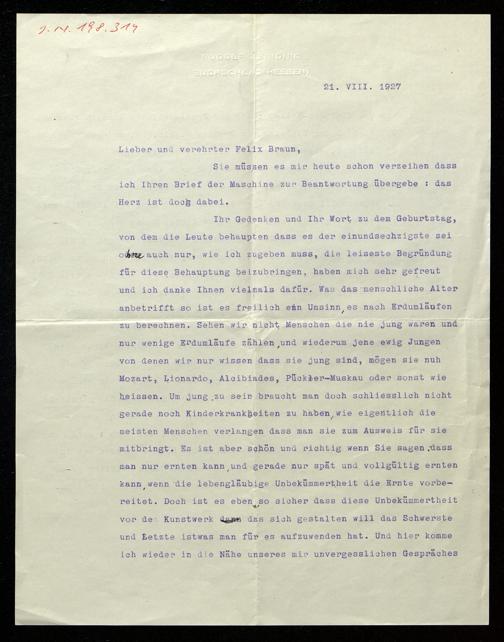 J.N. 198.314
21. VIII. 1927
Lieber und verehrter Felix Braun,
Sie müssen es mir heute schon verzeihen dass
ich Ihren Brief der Maschine zur Beantwortung übergebe : das
Herz ist doch dabei.
Ihr Gedenken und Ihr Wort zu dem Geburtstag,
von dem die Leute behaupten dass es der einundsechzigste sei
ohne auch nur, wie ich zugeben muss, die leiseste Begründung
für diese Behauptung beizubringen, haben mich sehr gefreut
und ich danke Ihnen vielmals dafür. Was das menschliche Alter
anbetrifft so ist es freilich ein Unsinn, es nach Erdumläufen
zu berechnen. Sehen wir nicht Menschen die nie jung waren und
nur wenige Erdumläufe zählen, und wiederum jene ewig Jungen
von denen wir nur wissen dass sie jung sind, mögen sie nuh
Mozart, Lionardo, Alcibiades, Pückler-Muskau oder sonst wie
heissen. Um jung zu sein braucht man doch schliesslich nicht
gerade noch Kinderkrankheiten zu haben, wie eigentlich die
meisten Menschen verlangen dass man sie zum Ausweis für sie
mitbringt. Es ist aber schön und richtig wenn Sie sagen, dass
man nur ernten kann, und gerade nur spät und vollgültig ernten
kann, wenn die lebengläubige Unbekümmertheit die Ernte vorbe-
reitet. Doch ist es eben so sicher dass diese Unbekümmertheit
vor dem Kunstwerk das sich gestalten will das Schwerste
und Letzte istwas man für es aufzuwenden hat. Und hier komme
ich wieder in die Nähe unseres mir unvergesslichen Gespräches